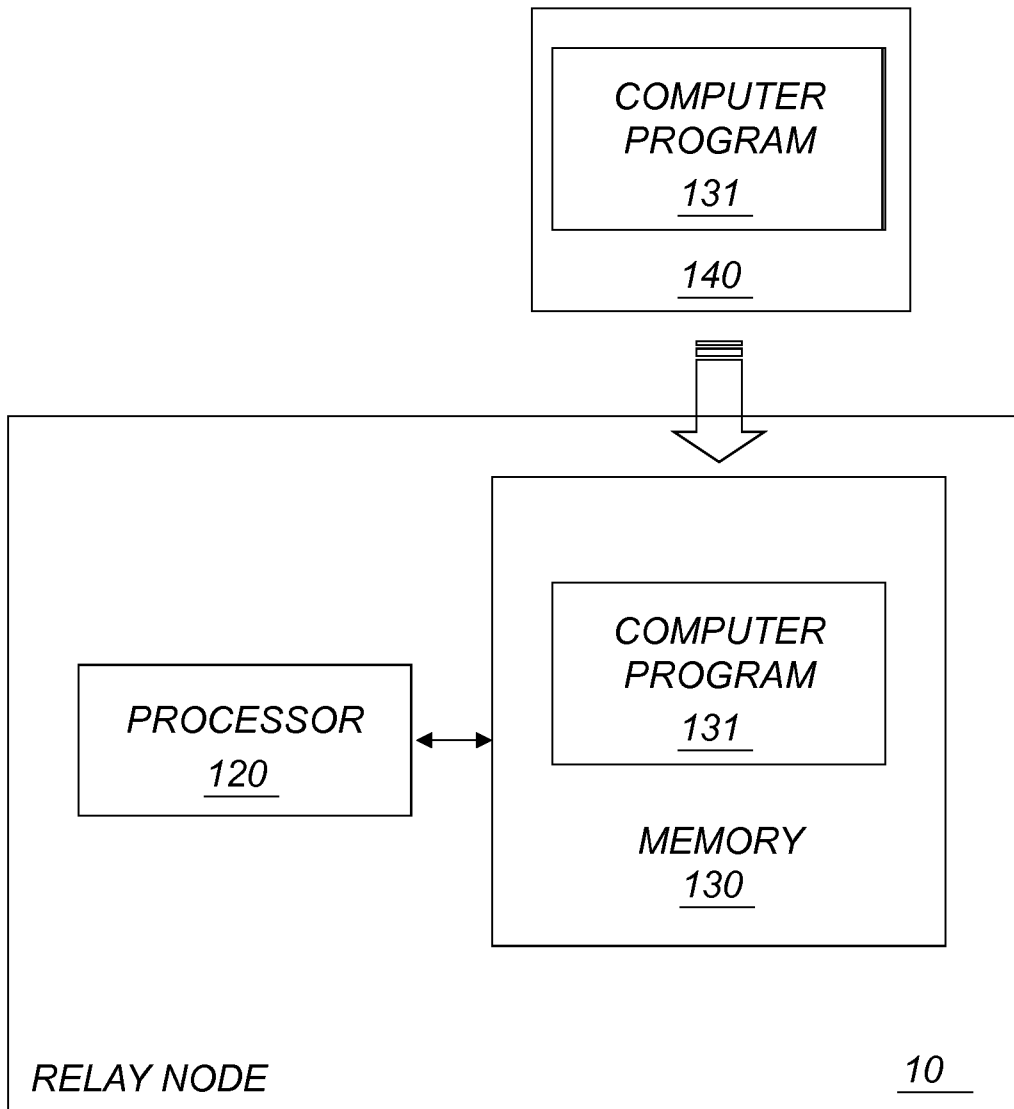 COMPUTER
PROGRAM
131
140
COMPUTER
PROGRAM
131
PROCESSOR
120
MEMORY
130
RELAY NODE
10